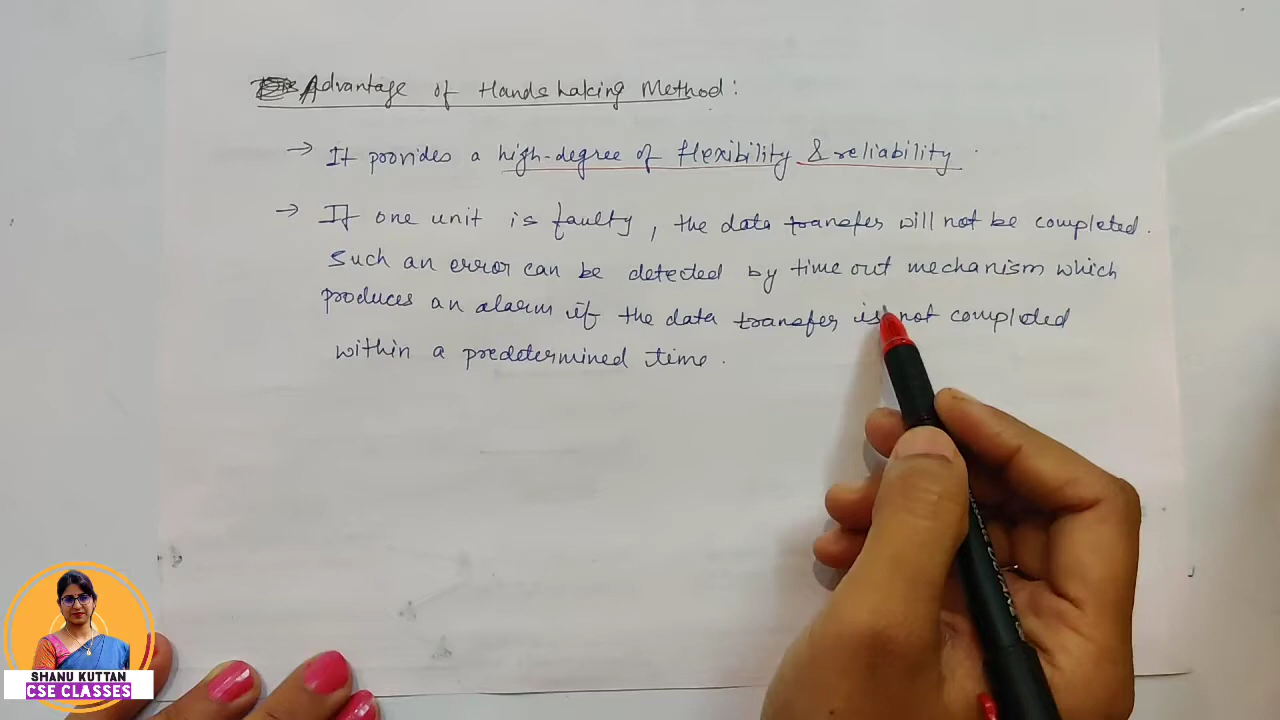 Advantage of Handshaking Method:
→ It provides a high-degree of flexibility & reliability.
→ If one unit is faulty, the data transfer will not be completed.
Such an error can be detected by time out mechanism which
produces an alarm if the data transfer is not completed
within a predetermined time.
SHANU KUTTAN
CSE CLASSES